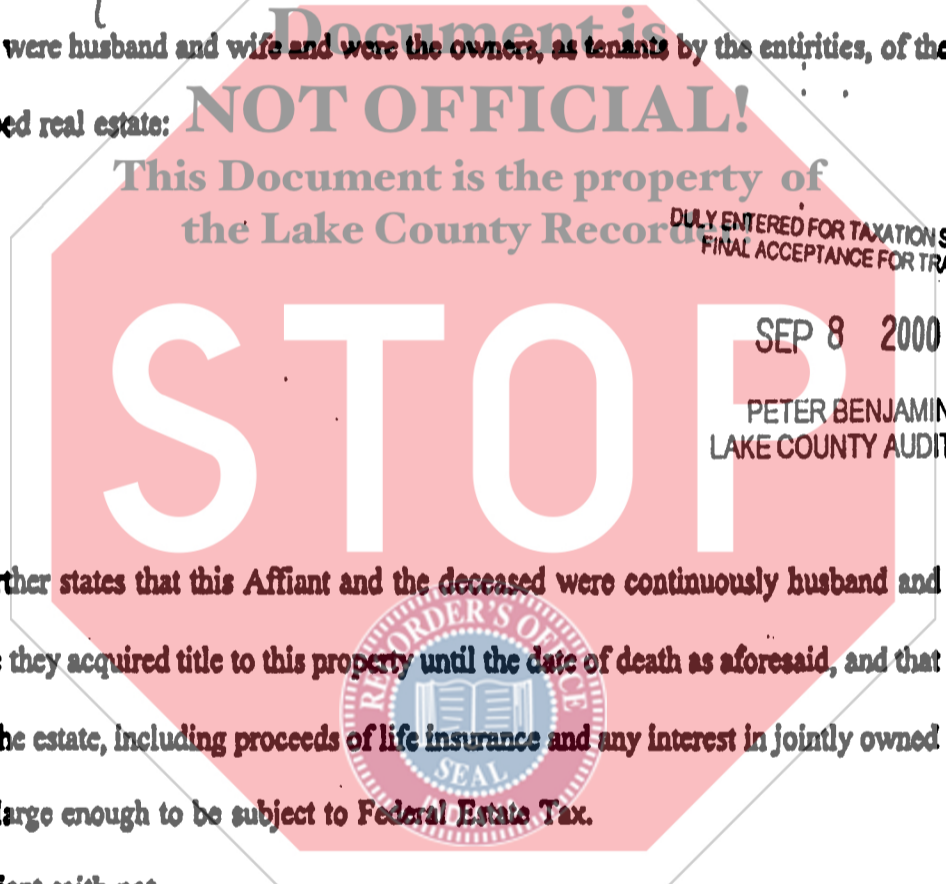 Document is
were husband and wife and were the owners, as tenants by the entirities, of the
NOT OFFICIAL!
ed real estate:
This Document is the property of
the Lake County Recorder!
DULY ENTERED FOR TAXATION S
FINAL ACCEPTANCE FOR TRA
SEP 8 2000
PETER BENJAMIN
LAKE COUNTY AUDIT
STOP
ther states that this Affiant and the deceased were continuously husband and
RECORDER'S OFFICE
they acquired title to this property until the date of death as aforesaid, and that
he estate, including proceeds of life insurance and any interest in jointly owned
SEAL
large enough to be subject to Federal Estate Tax.
INDIANA